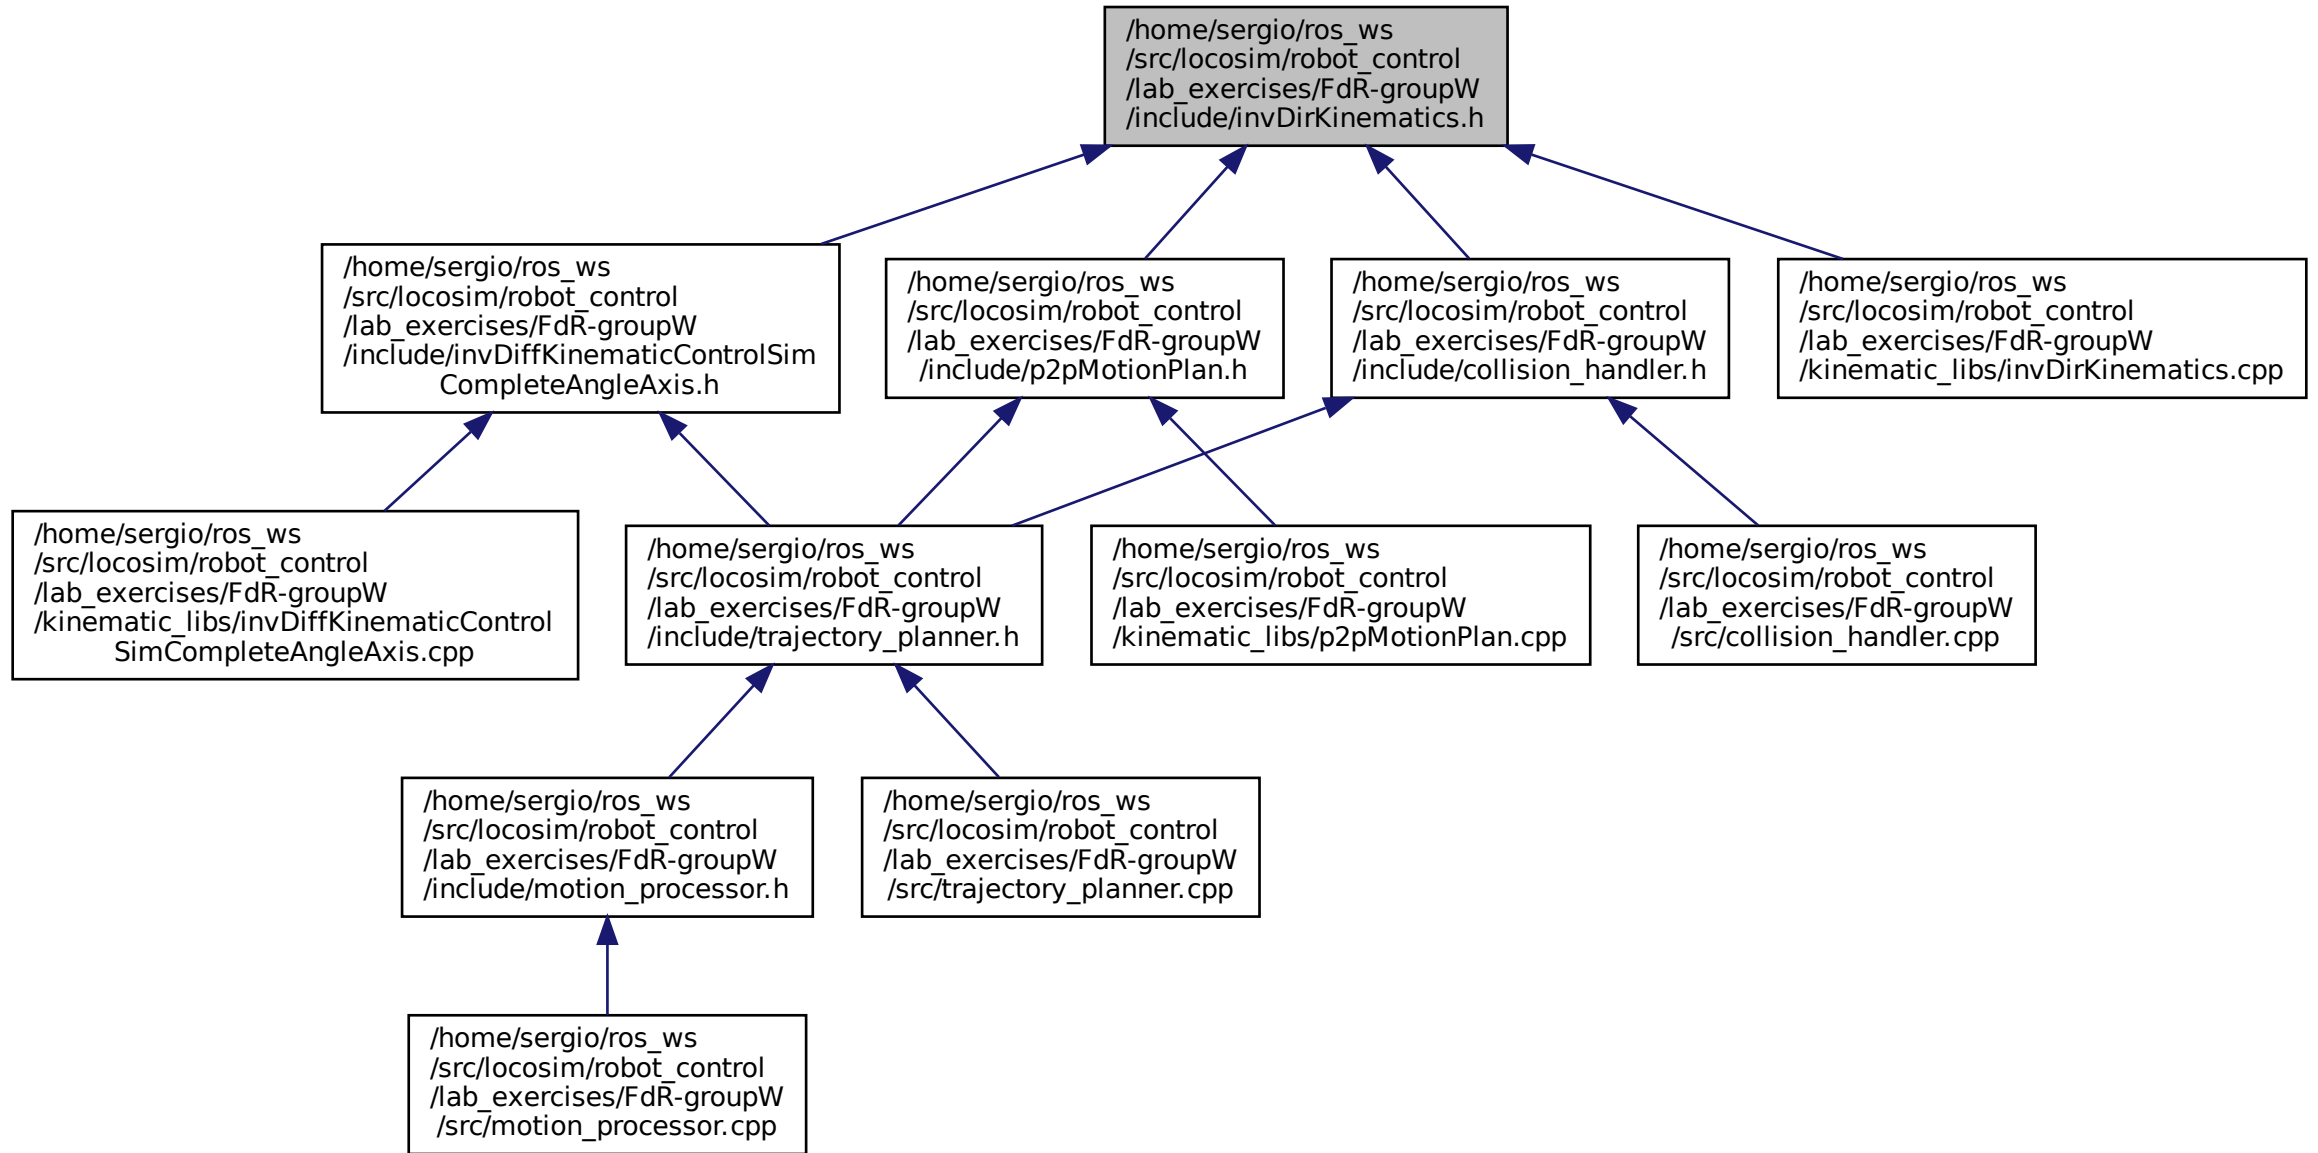 /home/sergio/ros_ws
/src/locosim/robot_control
/lab_exercises/FdR-groupW
/include/invDirKinematics.h
/home/sergio/ros_ws
/src/locosim/robot_control
/lab_exercises/FdR-groupW
/include/invDiffKinematicControlSim
CompleteAngleAxis.h
/home/sergio/ros_ws
/src/locosim/robot_control
/lab_exercises/FdR-groupW
/include/p2pMotionPlan.h
/home/sergio/ros_ws
/src/locosim/robot_control
/lab_exercises/FdR-groupW
/include/collision_handler.h
/home/sergio/ros_ws
/src/locosim/robot_control
/lab_exercises/FdR-groupW
/kinematic_libs/invDirKinematics.cpp
/home/sergio/ros_ws
/src/locosim/robot_control
/lab_exercises/FdR-groupW
/kinematic_libs/invDiffKinematicControl
SimCompleteAngleAxis.cpp
/home/sergio/ros_ws
/src/locosim/robot_control
/lab_exercises/FdR-groupW
/include/trajectory_planner.h
/home/sergio/ros_ws
/src/locosim/robot_control
/lab_exercises/FdR-groupW
/kinematic_libs/p2pMotionPlan.cpp
/home/sergio/ros_ws
/src/locosim/robot_control
/lab_exercises/FdR-groupW
/src/collision_handler.cpp
/home/sergio/ros_ws
/src/locosim/robot_control
/lab_exercises/FdR-groupW
/include/motion_processor.h
/home/sergio/ros_ws
/src/locosim/robot_control
/lab_exercises/FdR-groupW
/src/trajectory_planner.cpp
/home/sergio/ros_ws
/src/locosim/robot_control
/lab_exercises/FdR-groupW
/src/motion_processor.cpp